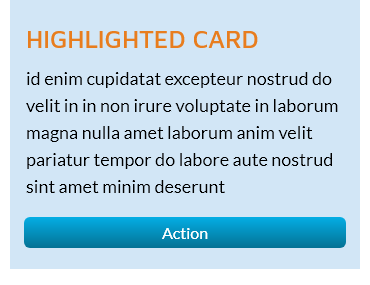 HIGHLIGHTED CARD
id enim cupidatat excepteur nostrud do
velit in in non irure voluptate in laborum
magna nulla amet laborum anim velit
pariatur tempor do labore aute nostrud
sint amet minim deserunt
Action